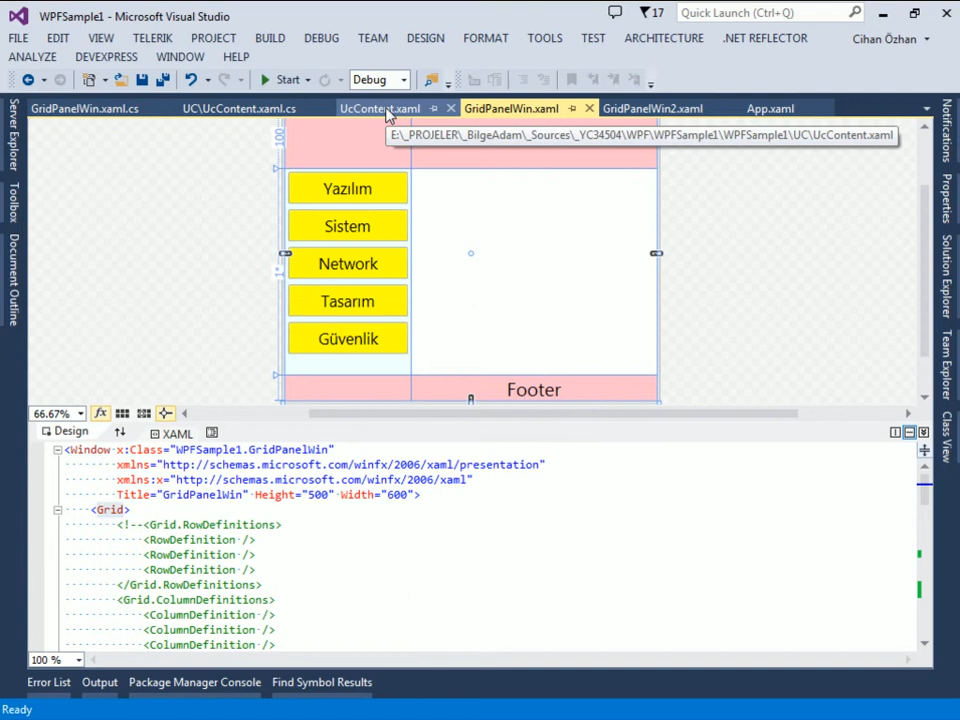 WPFSample1 - Microsoft Visual Studio
17
Quick Launch (Ctrl+Q)
FILE EDIT VIEW TELERIK PROJECT BUILD DEBUG TEAM DESIGN FORMAT TOOLS TEST ARCHITECTURE .NET REFLECTOR
Cihan Özhan
ANALYZE DEVEXPRESS WINDOW HELP
Start Debug
GridPanelWin.xaml.cs UC\UcContent.xaml.cs UcContent.xaml GridPanelWin.xaml GridPanelWin2.xaml App.xaml
E:\_PROJELER\_BilgeAdam\_Sources\_YC34504\WPF\WPFSample1\WPFSample1\UC\UcContent.xaml
Server Explorer
Toolbox
Document Outline
100
Yazılım
Sistem
Network
1*
Tasarım
Güvenlik
Footer
Notifications
Properties
Solution Explorer
Team Explorer
Class View
66.67%
Design XAML
<Window x:Class="WPFSample1.GridPanelWin"
xmlns="http://schemas.microsoft.com/winfx/2006/xaml/presentation"
xmlns:x="http://schemas.microsoft.com/winfx/2006/xaml"
Title="GridPanelWin" Height="500" Width="600">
<Grid>
<!--<Grid.RowDefinitions>
<RowDefinition />
<RowDefinition />
<RowDefinition />
</Grid.RowDefinitions>
<Grid.ColumnDefinitions>
<ColumnDefinition />
<ColumnDefinition />
<ColumnDefinition />
100 %
Error List Output Package Manager Console Find Symbol Results
Ready